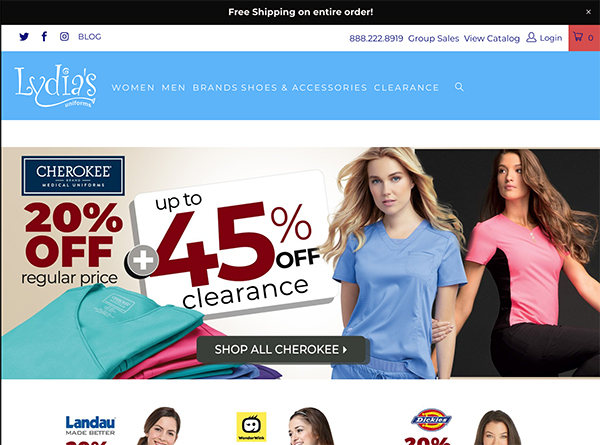 Free Shipping on entire order!
×
BLOG
888.222.8919 Group Sales View Catalog Login 0
Lydia's
uniforms
WOMEN MEN BRANDS SHOES & ACCESSORIES CLEARANCE
CHEROKEE
BRAND
MEDICAL UNIFORMS
20%
OFF
regular price
+
up to
45%
OFF
clearance
CHEROKEE
SHOP ALL CHEROKEE
Landau
MADE BETTER
20%
WonderWink
Dickies
20%